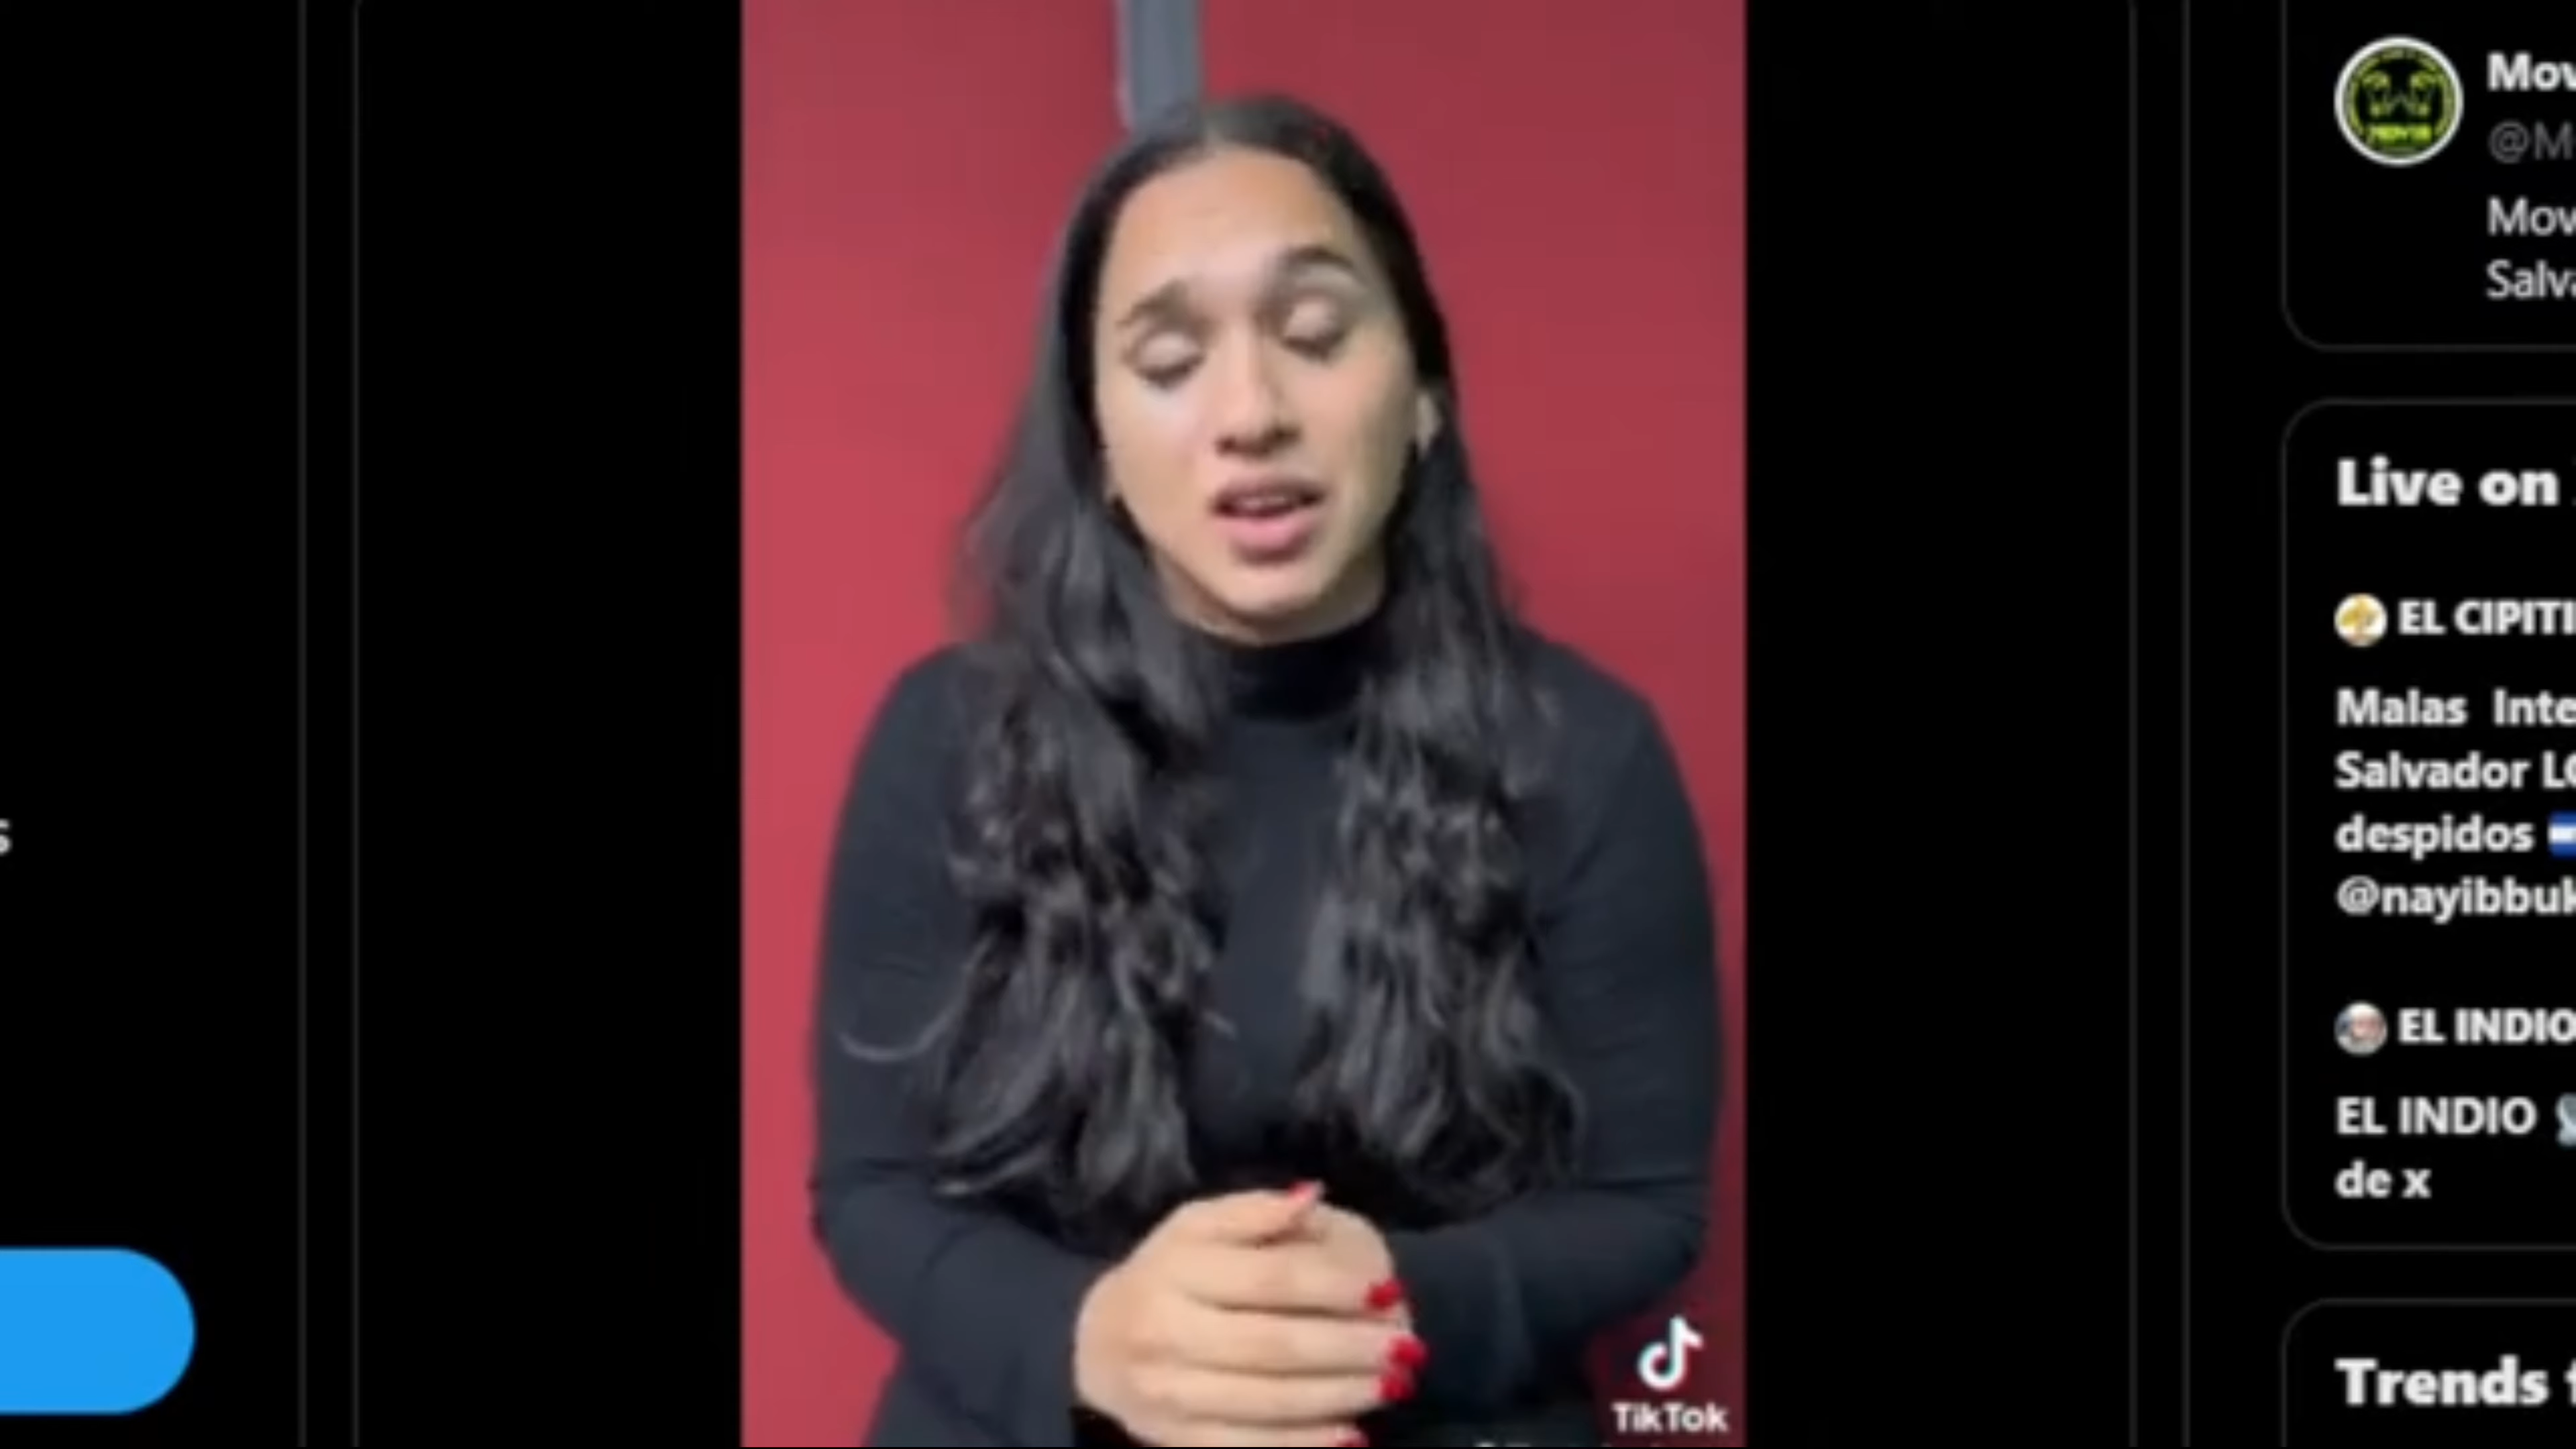 s
TikTok
Mov
@M
Mov
Salva
Live on
EL CIPITI
Malas Inte
Salvador LG
despidos
@nayibbuk
EL INDIO
EL INDIO
de x
Trends f